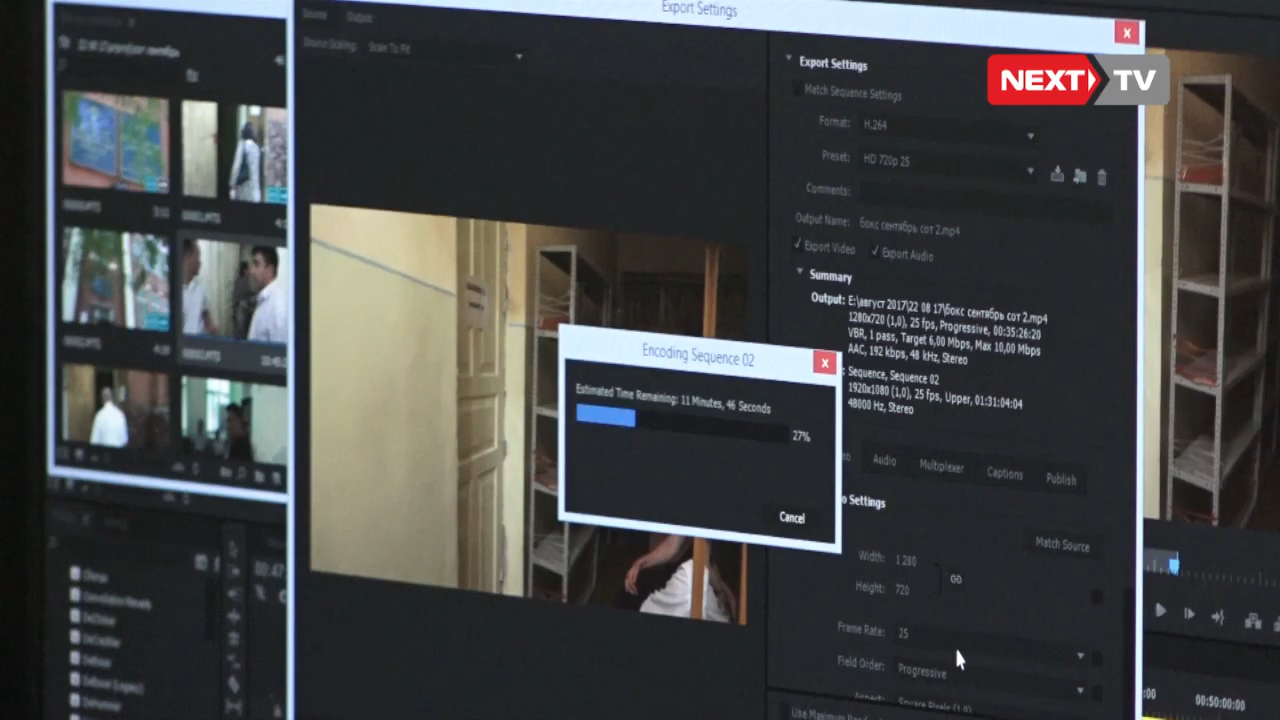 Export Settings
NEXT TV
Source
Output
Source Scaling: Scale To Fit
Export Settings
Match Sequence Settings
Format: H.264
Preset: HD 720p 25
Comments:
Output Name: бокс сентябрь сот 2.mp4
Export Video
Export Audio
Summary
Output: E:\август 2017\22 08 17\бокс сентябрь сот 2.mp4
1280x720 (1,0), 25 fps, Progressive, 00:35:26:20
VBR, 1 pass, Target 6,00 Mbps, Max 10,00 Mbps
AAC, 192 kbps, 48 kHz, Stereo
Sequence, Sequence 02
1920x1080 (1,0), 25 fps, Upper, 01:31:04:04
48000 Hz, Stereo
Encoding Sequence 02
Estimated Time Remaining: 11 Minutes, 46 Seconds
27%
Cancel
Audio
Multiplexer
Captions
Publish
Settings
Match Source
Width: 1 280
Height: 720
Frame Rate: 25
Field Order: Progressive
Square Pixels (1,0)
:00
00:50:00:00